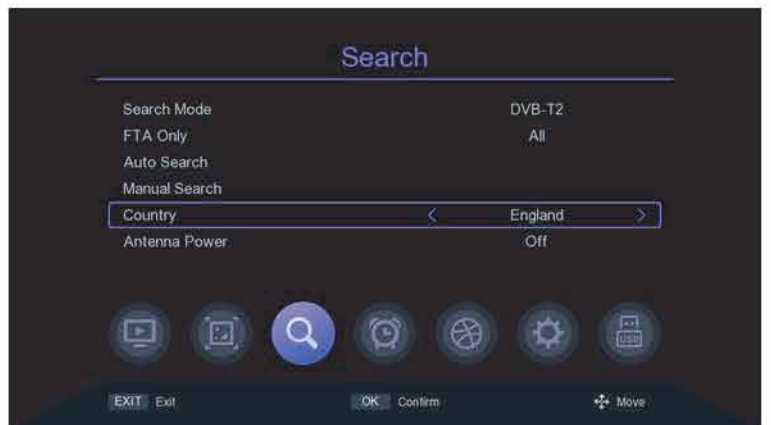 Search
Search Mode DVB-T2
FTA Only All
Auto Search
Manual Search
Country < England >
Antenna Power Off
USB
EXIT Exit OK Confirm Move